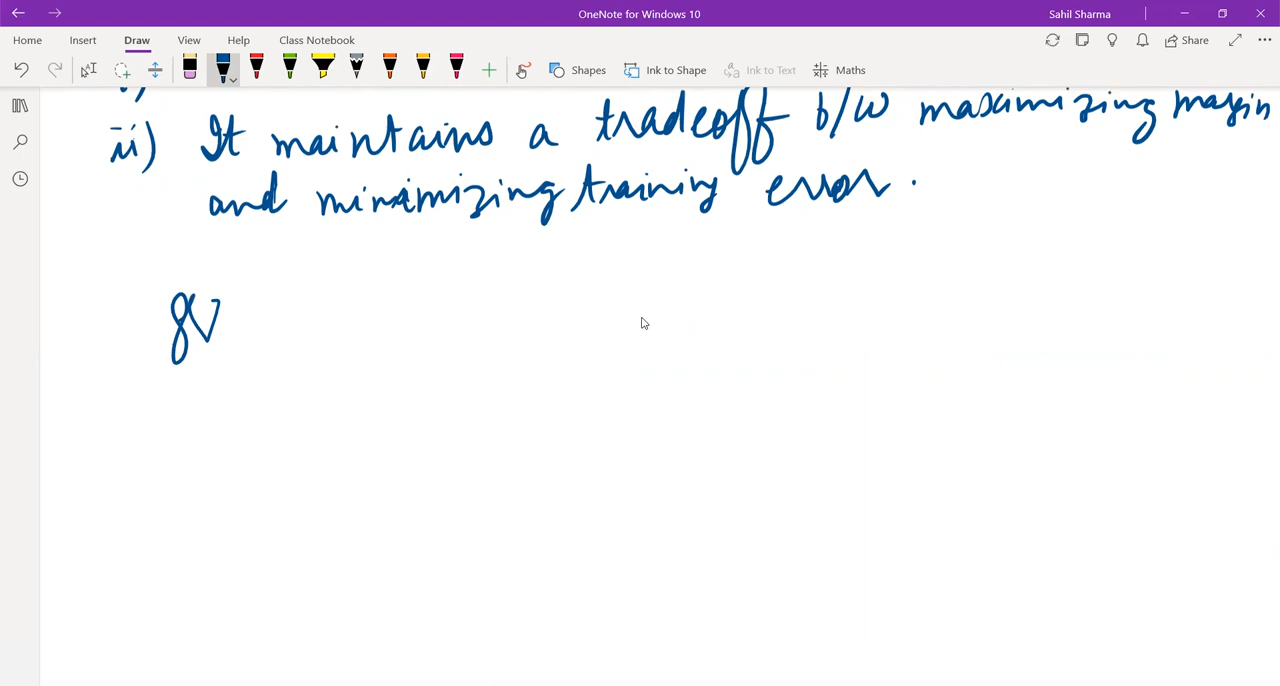 OneNote for Windows 10
Sahil Sharma
Home Insert Draw View Help Class Notebook
Share
Shapes Ink to Shape Ink to Text Maths
ii) It maintains a tradeoff b/w maximizing margin
and minimizing training error.
SV